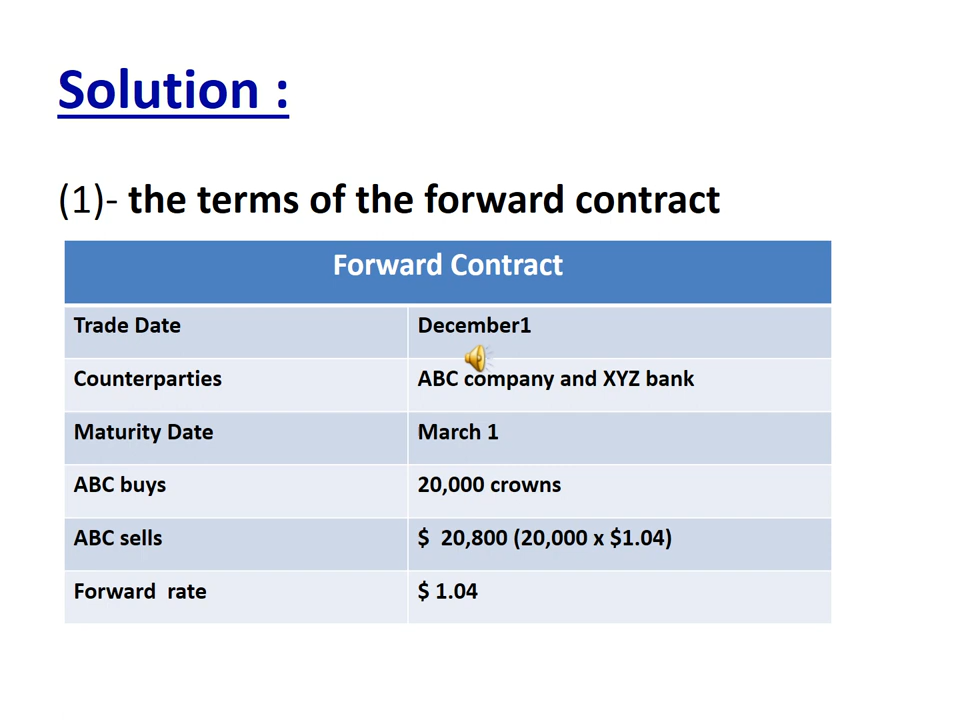 Solution :
(1)- the terms of the forward contract
Forward Contract
Trade Date December1
Counterparties ABC company and XYZ bank
Maturity Date March 1
ABC buys 20,000 crowns
ABC sells $ 20,800 (20,000 x $1.04)
Forward rate $ 1.04